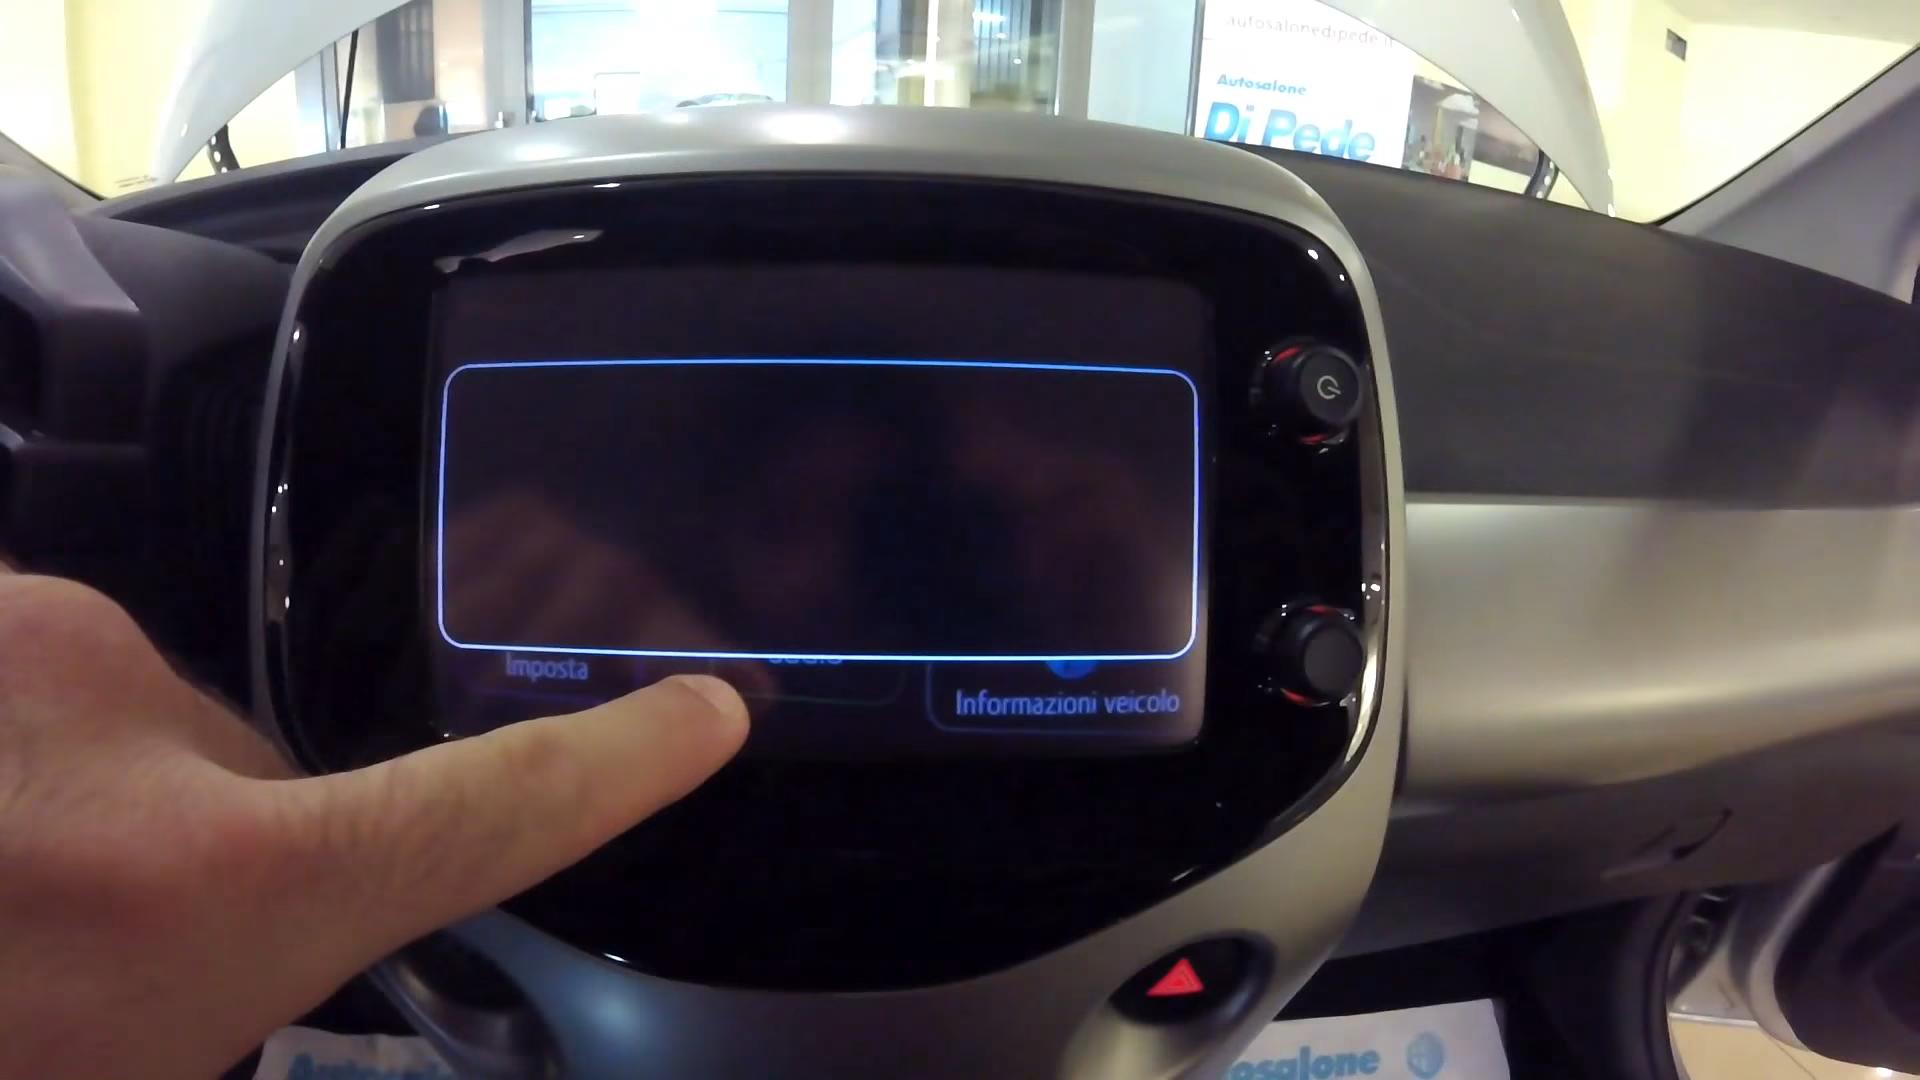 autosalonedipede.it
Autosalone
Di Pede
Imposta
Informazioni veicolo
Autosalone